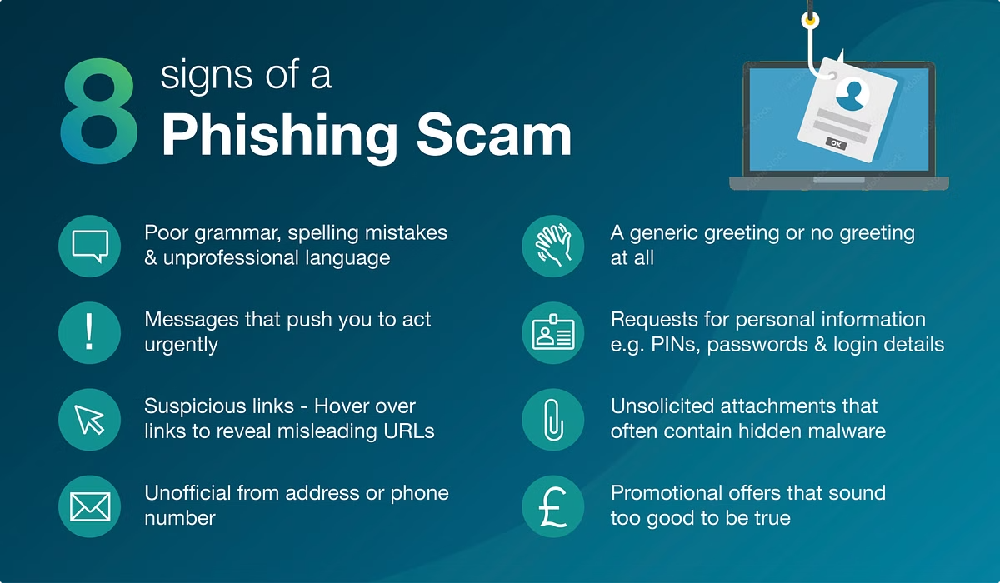 8
signs of a
Phishing Scam
OK
Poor grammar, spelling mistakes
& unprofessional language
Messages that push you to act
urgently
Suspicious links - Hover over
links to reveal misleading URLs
Unofficial from address or phone
number
A generic greeting or no greeting
at all
Requests for personal information
e.g. PINs, passwords & login details
Unsolicited attachments that
often contain hidden malware
£
Promotional offers that sound
too good to be true